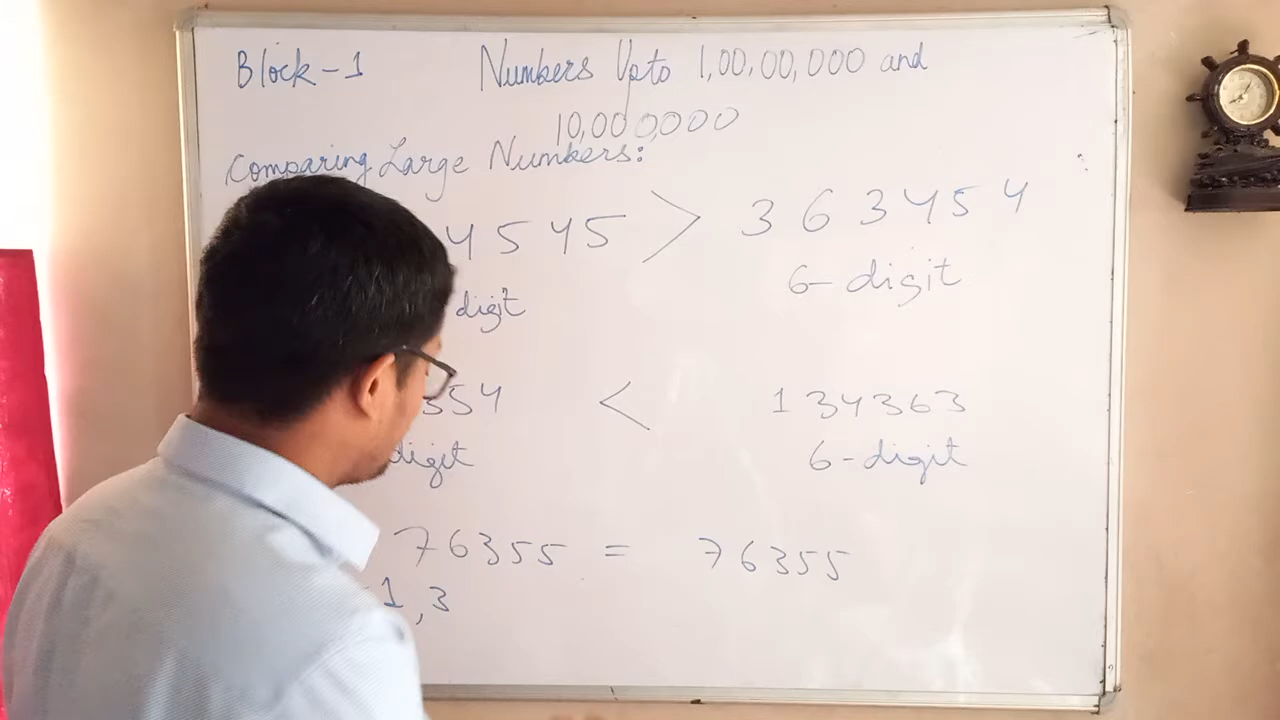 Block-1 Numbers Upto 1,00,00,000 and
10,000,000
Comparing Large Numbers:
4545 > 363454
digit 6-digit
354 < 134363
digit 6-digit
76355 = 76355
1,3